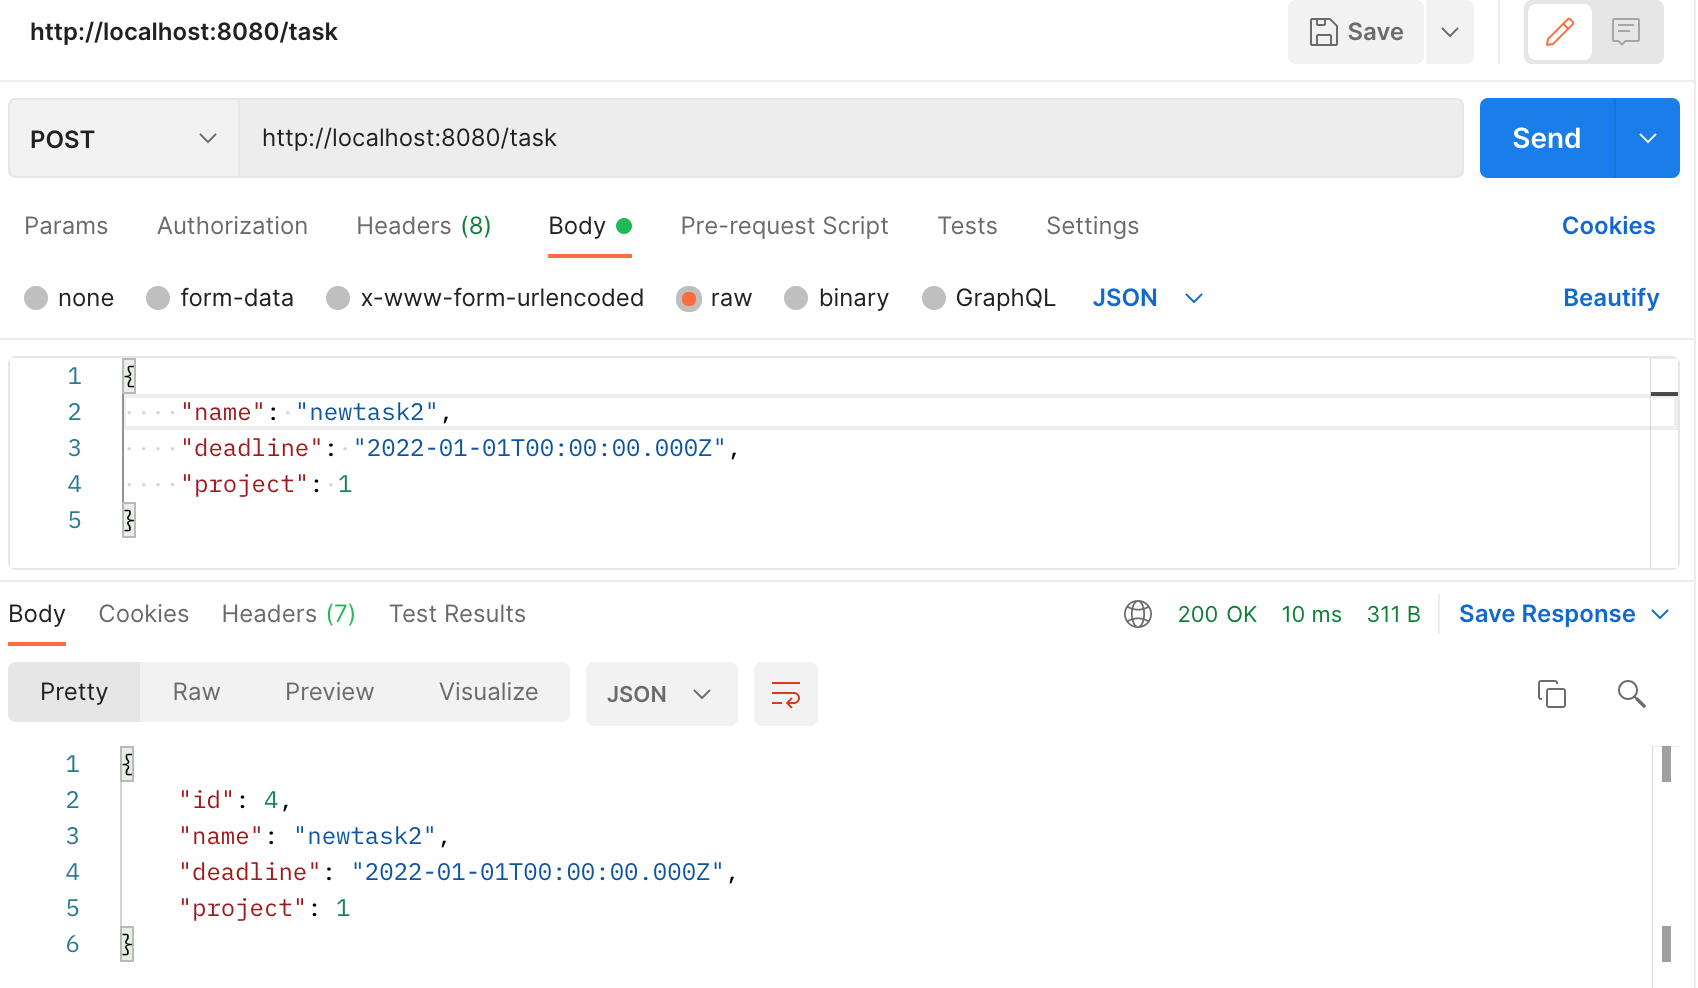 http://localhost:8080/task Save
POST http://localhost:8080/task Send
Params Authorization Headers (8) Body Pre-request Script Tests Settings Cookies
none form-data x-www-form-urlencoded raw binary GraphQL JSON Beautify
1 {
2 "name": "newtask2",
3 "deadline": "2022-01-01T00:00:00.000Z",
4 "project": 1
5 }
Body Cookies Headers (7) Test Results 200 OK 10 ms 311 B Save Response
Pretty Raw Preview Visualize JSON
1 {
2 "id": 4,
3 "name": "newtask2",
4 "deadline": "2022-01-01T00:00:00.000Z",
5 "project": 1
6 }